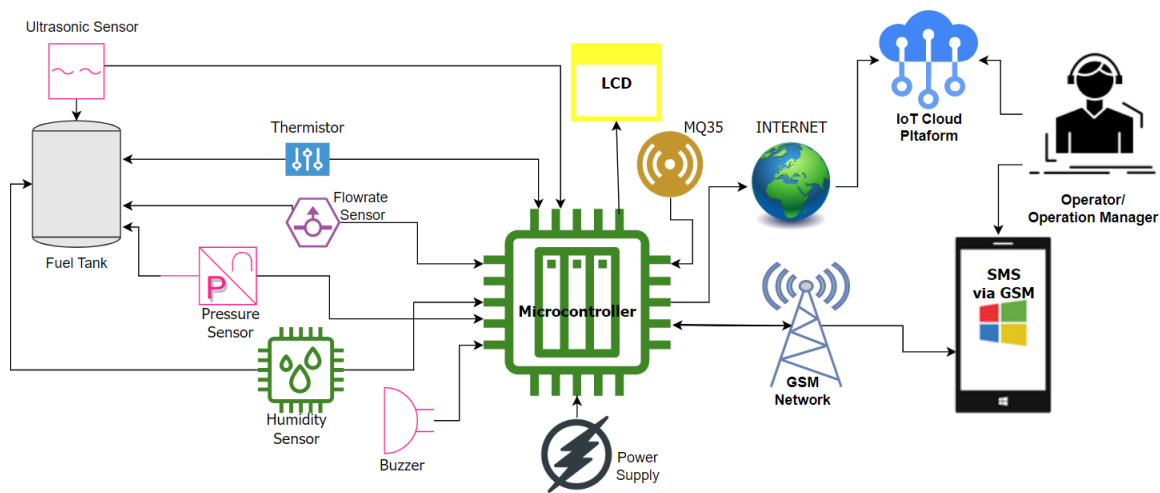 Ultrasonic Sensor
LCD
Thermistor
MQ35
INTERNET
IoT Cloud
Pltaform
Flowrate
Sensor
Operator/
Operation Manager
Fuel Tank
P
Pressure
Sensor
Microcontroller
SMS
via GSM
GSM
Network
Humidity
Sensor
Buzzer
Power
Supply